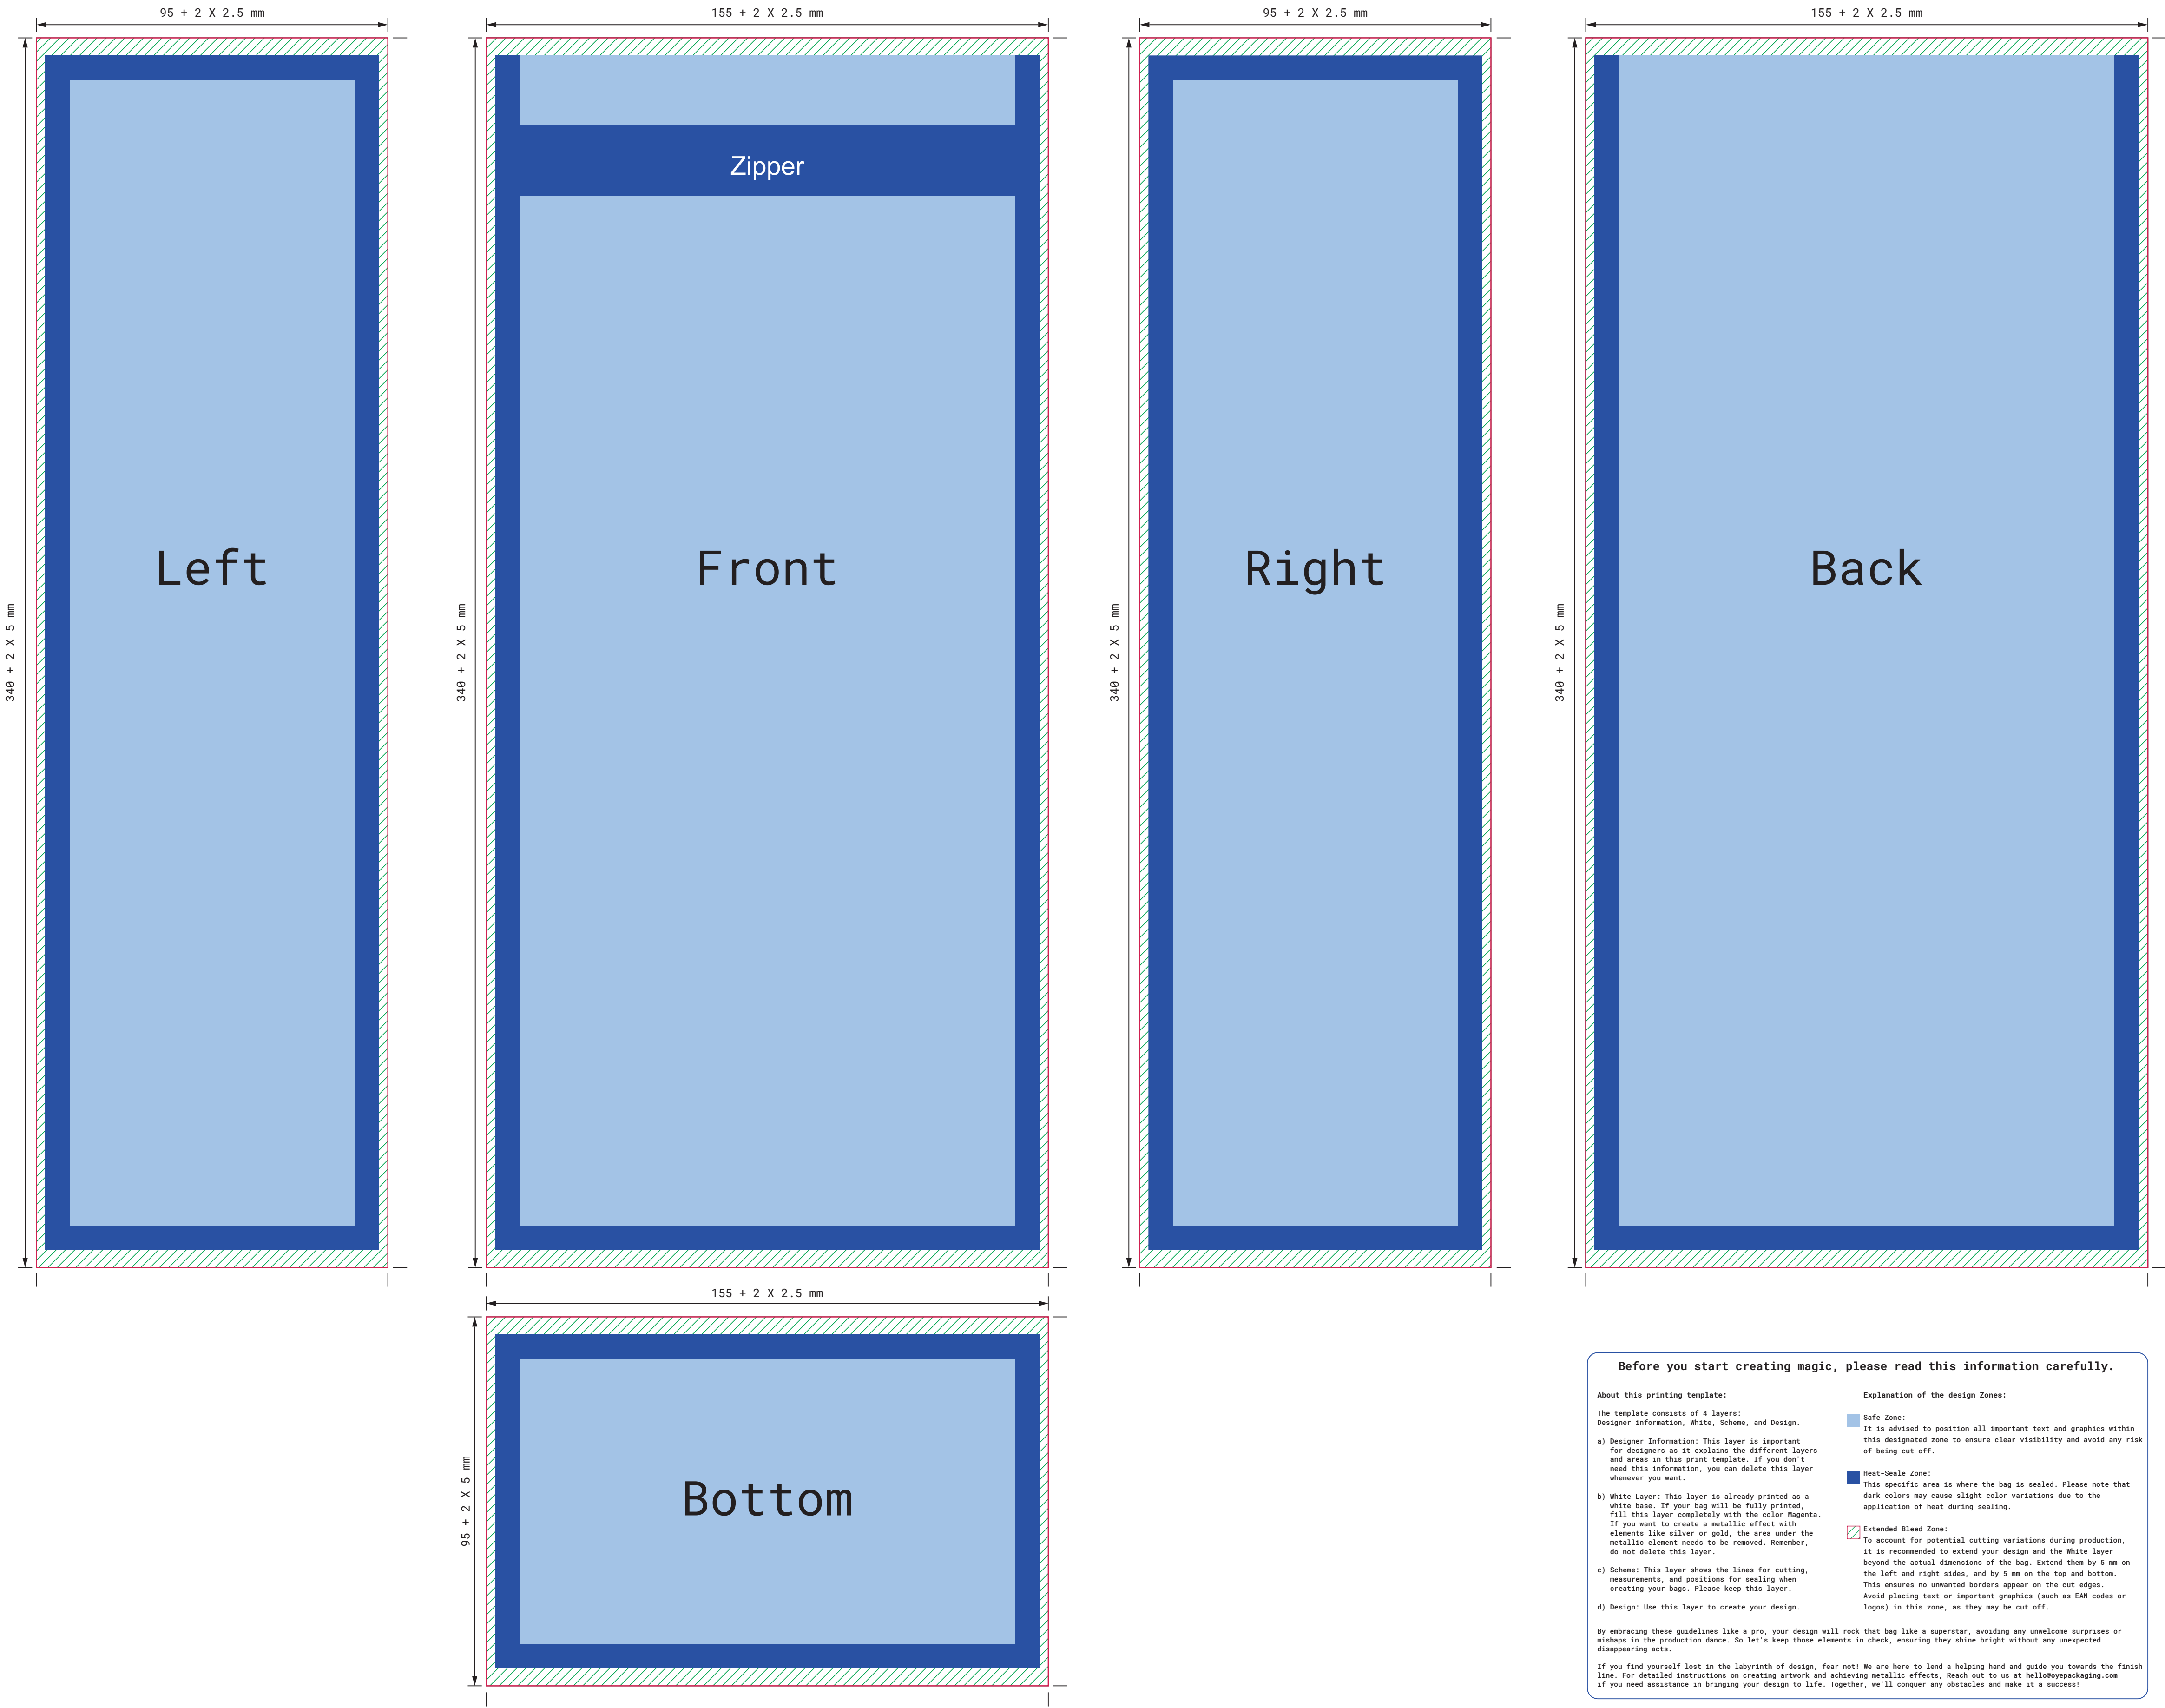 95 + 2 X 2.5 mm
155 + 2 X 2.5 mm
95 + 2 X 2.5 mm
155 + 2 X 2.5 mm
Zipper
340 + 2 X 5 mm
Left
340 + 2 X 5 mm
Front
340 + 2 X 5 mm
Right
340 + 2 X 5 mm
Back
155 + 2 X 2.5 mm
95 + 2 X 5 mm
Bottom
Before you start creating magic, please read this information carefully.
About this printing template:
The template consists of 4 layers:
Designer information, White, Scheme, and Design.
a) Designer Information: This layer is important
for designers as it explains the different layers
and areas in this print template. If you don't
need this information, you can delete this layer
whenever you want.
b) White Layer: This layer is already printed as a
white base. If your bag will be fully printed,
fill this layer completely with the color Magenta.
If you want to create a metallic effect with
elements like silver or gold, the area under the
metallic element needs to be removed. Remember,
do not delete this layer.
c) Scheme: This layer shows the lines for cutting,
measurements, and positions for sealing when
creating your bags. Please keep this layer.
d) Design: Use this layer to create your design.
Explanation of the design Zones:
Safe Zone:
It is advised to position all important text and graphics within
this designated zone to ensure clear visibility and avoid any risk
of being cut off.
Heat-Seale Zone:
This specific area is where the bag is sealed. Please note that
dark colors may cause slight color variations due to the
application of heat during sealing.
Extended Bleed Zone:
To account for potential cutting variations during production,
it is recommended to extend your design and the White layer
beyond the actual dimensions of the bag. Extend them by 5 mm on
the left and right sides, and by 5 mm on the top and bottom.
This ensures no unwanted borders appear on the cut edges.
Avoid placing text or important graphics (such as EAN codes or
logos) in this zone, as they may be cut off.
By embracing these guidelines like a pro, your design will rock that bag like a superstar, avoiding any unwelcome surprises or
mishaps in the production dance. So let's keep those elements in check, ensuring they shine bright without any unexpected
disappearing acts.
If you find yourself lost in the labyrinth of design, fear not! We are here to lend a helping hand and guide you towards the finish
line. For detailed instructions on creating artwork and achieving metallic effects, Reach out to us at hello@oyepackaging.com
if you need assistance in bringing your design to life. Together, we'll conquer any obstacles and make it a success!